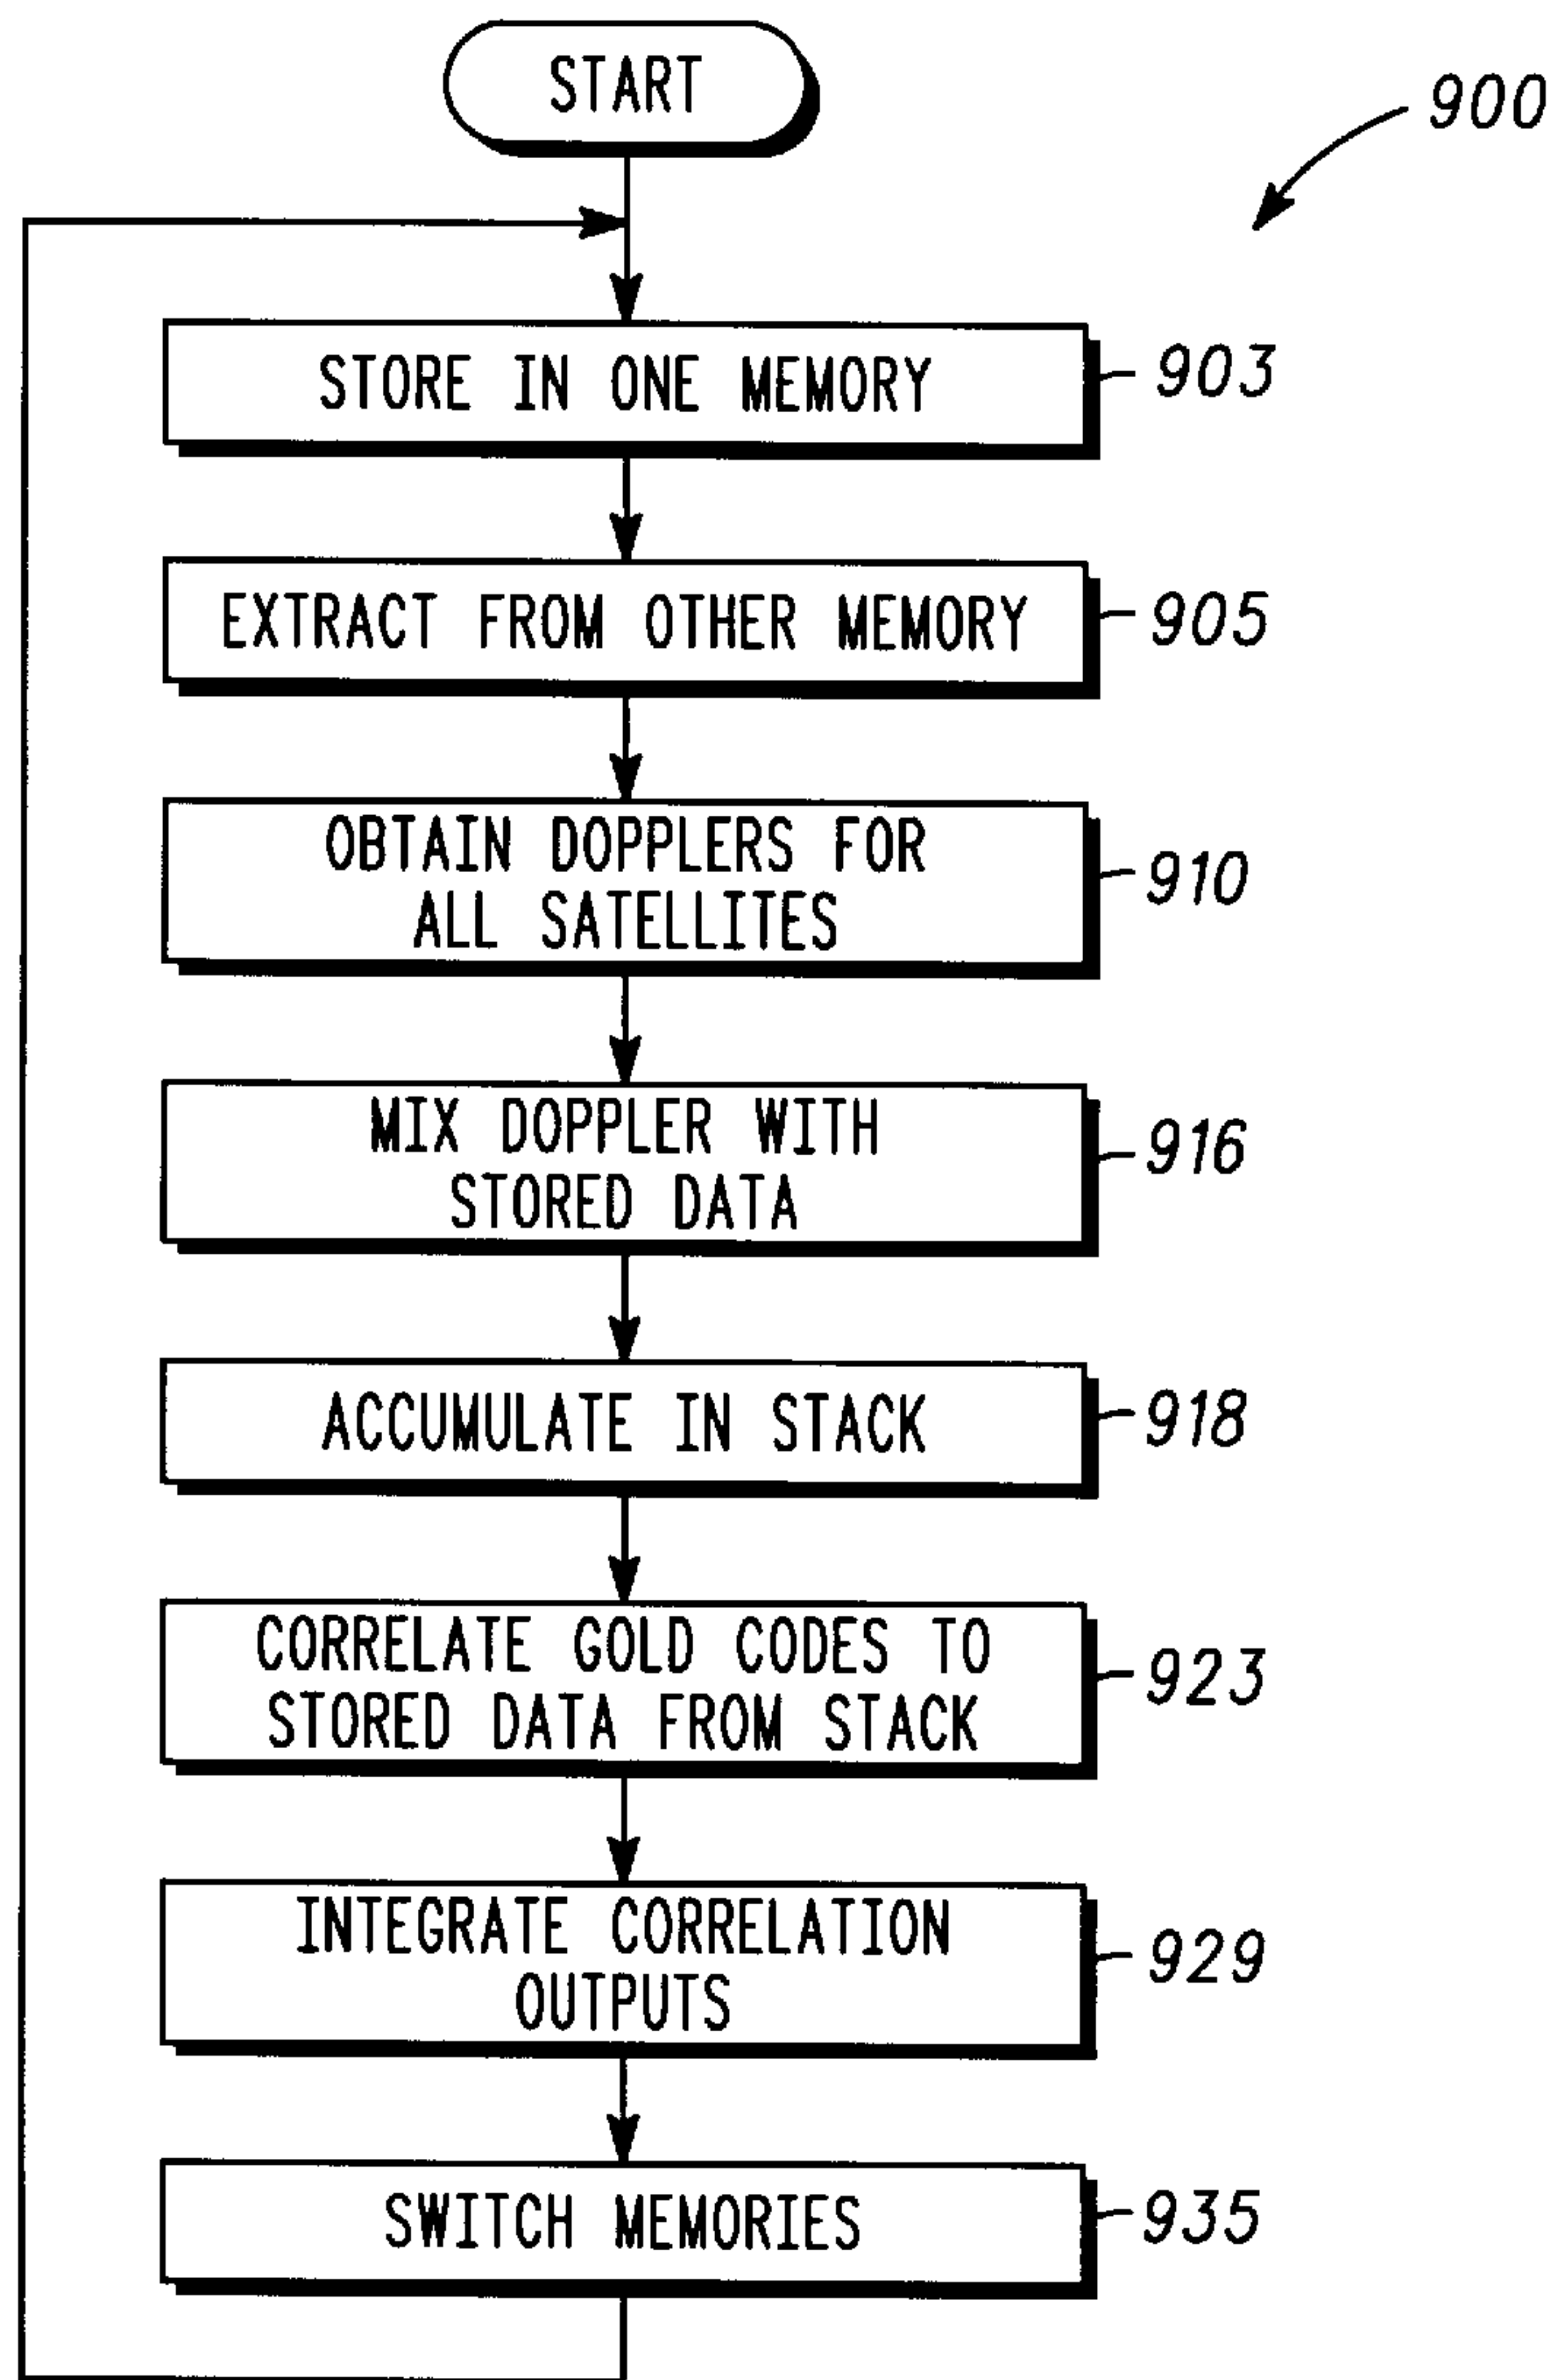 START
900
STORE IN ONE MEMORY
903
EXTRACT FROM OTHER MEMORY
905
OBTAIN DOPPLERS FOR
ALL SATELLITES
910
MIX DOPPLER WITH
STORED DATA
916
ACCUMULATE IN STACK
918
CORRELATE GOLD CODES TO
STORED DATA FROM STACK
923
INTEGRATE CORRELATION
OUTPUTS
929
SWITCH MEMORIES
935